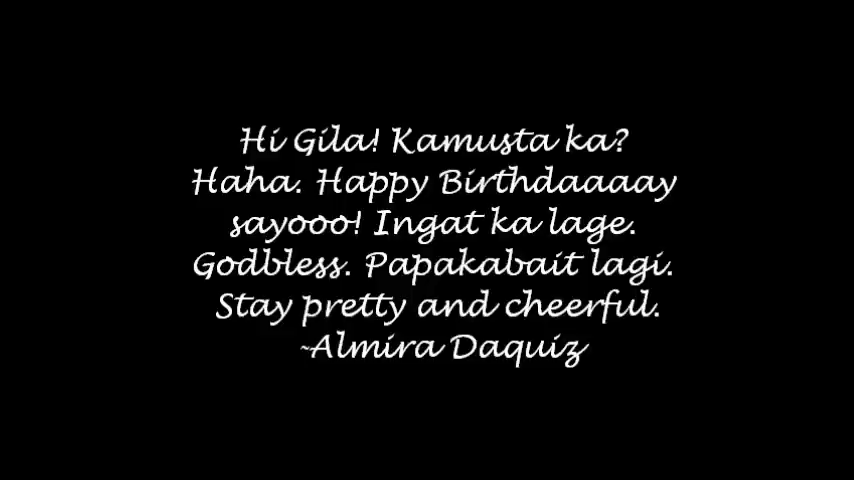 Hi Gila! Kamusta ka?
Haha. Happy Birthdaaaaay
sayooo! Ingat ka lage.
Godbless. Papakabait lagi.
Stay pretty and cheerful.
~Almira Daquiz